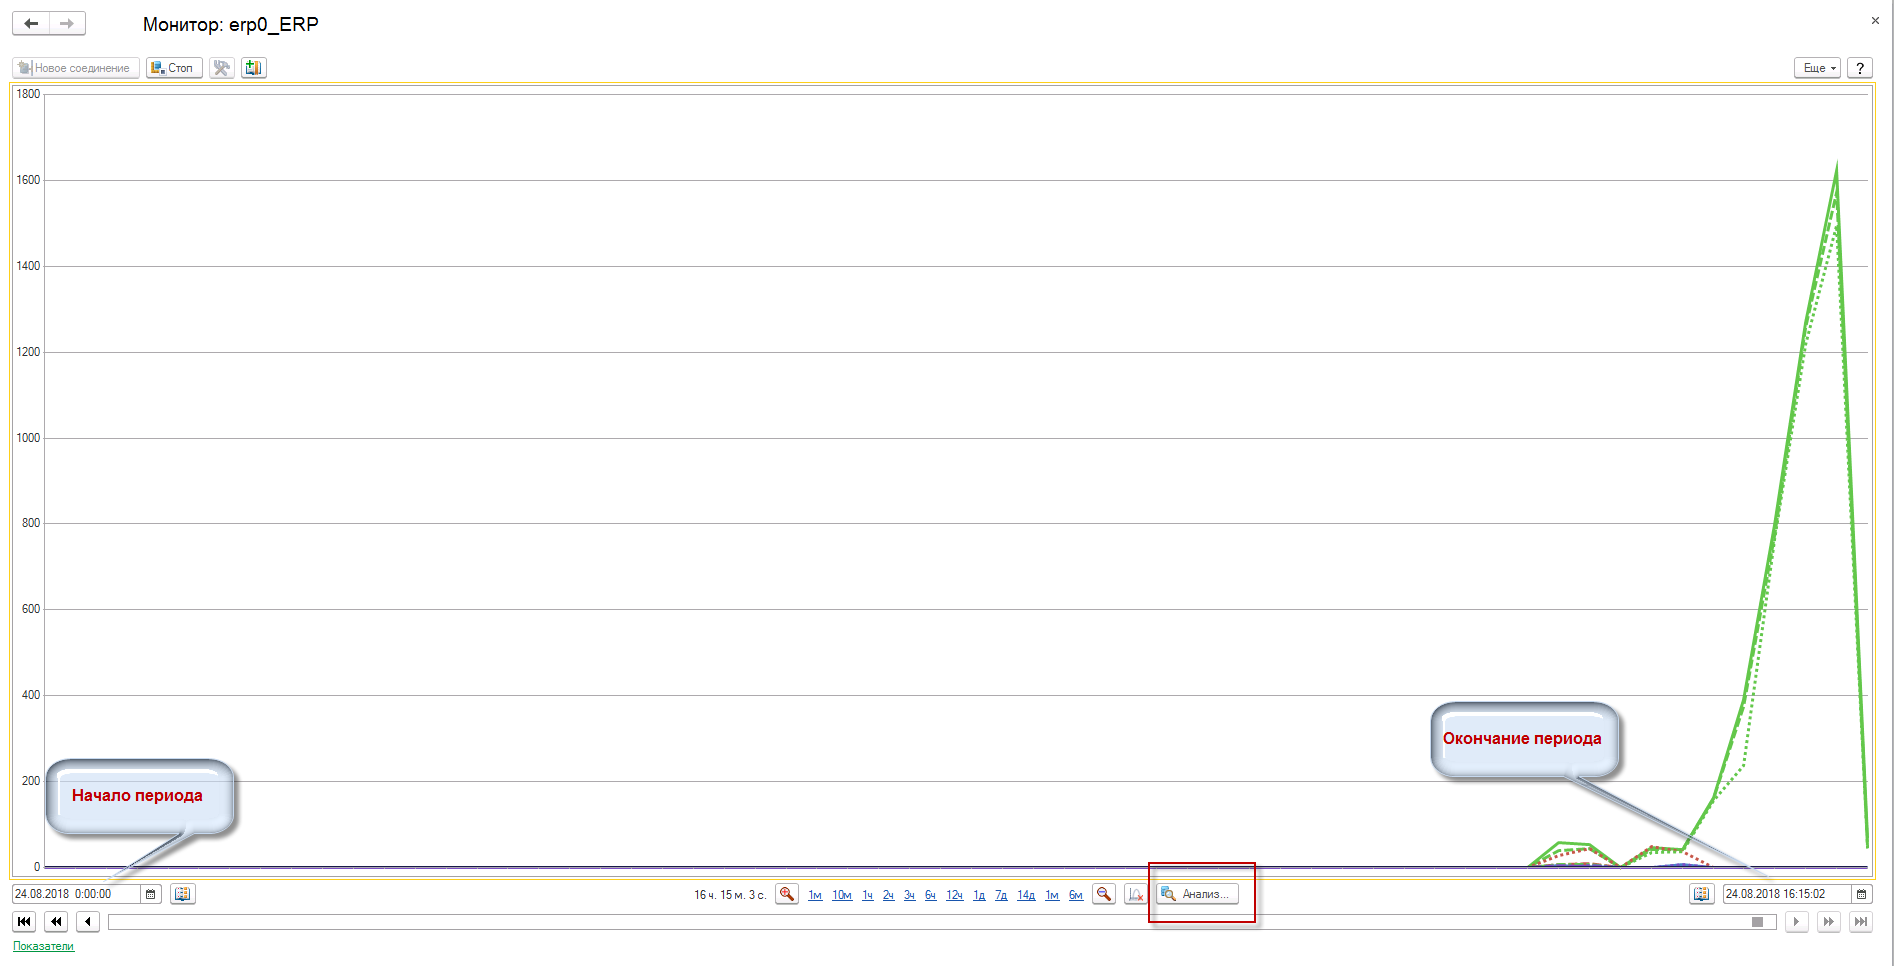 Монитор: erp0_ERP
×
Новое соединение Стоп Еще ?
1800
1600
1400
1200
1000
800
600
400
200
0
Окончание периода
Начало периода
24.08.2018 0:00:00 16 ч. 15 м. 3 с. 1м 10м 1ч 2ч 3ч 6ч 12ч 1д 7д 14д 1м 6м Анализ... 24.08.2018 16:15:02
Показатели